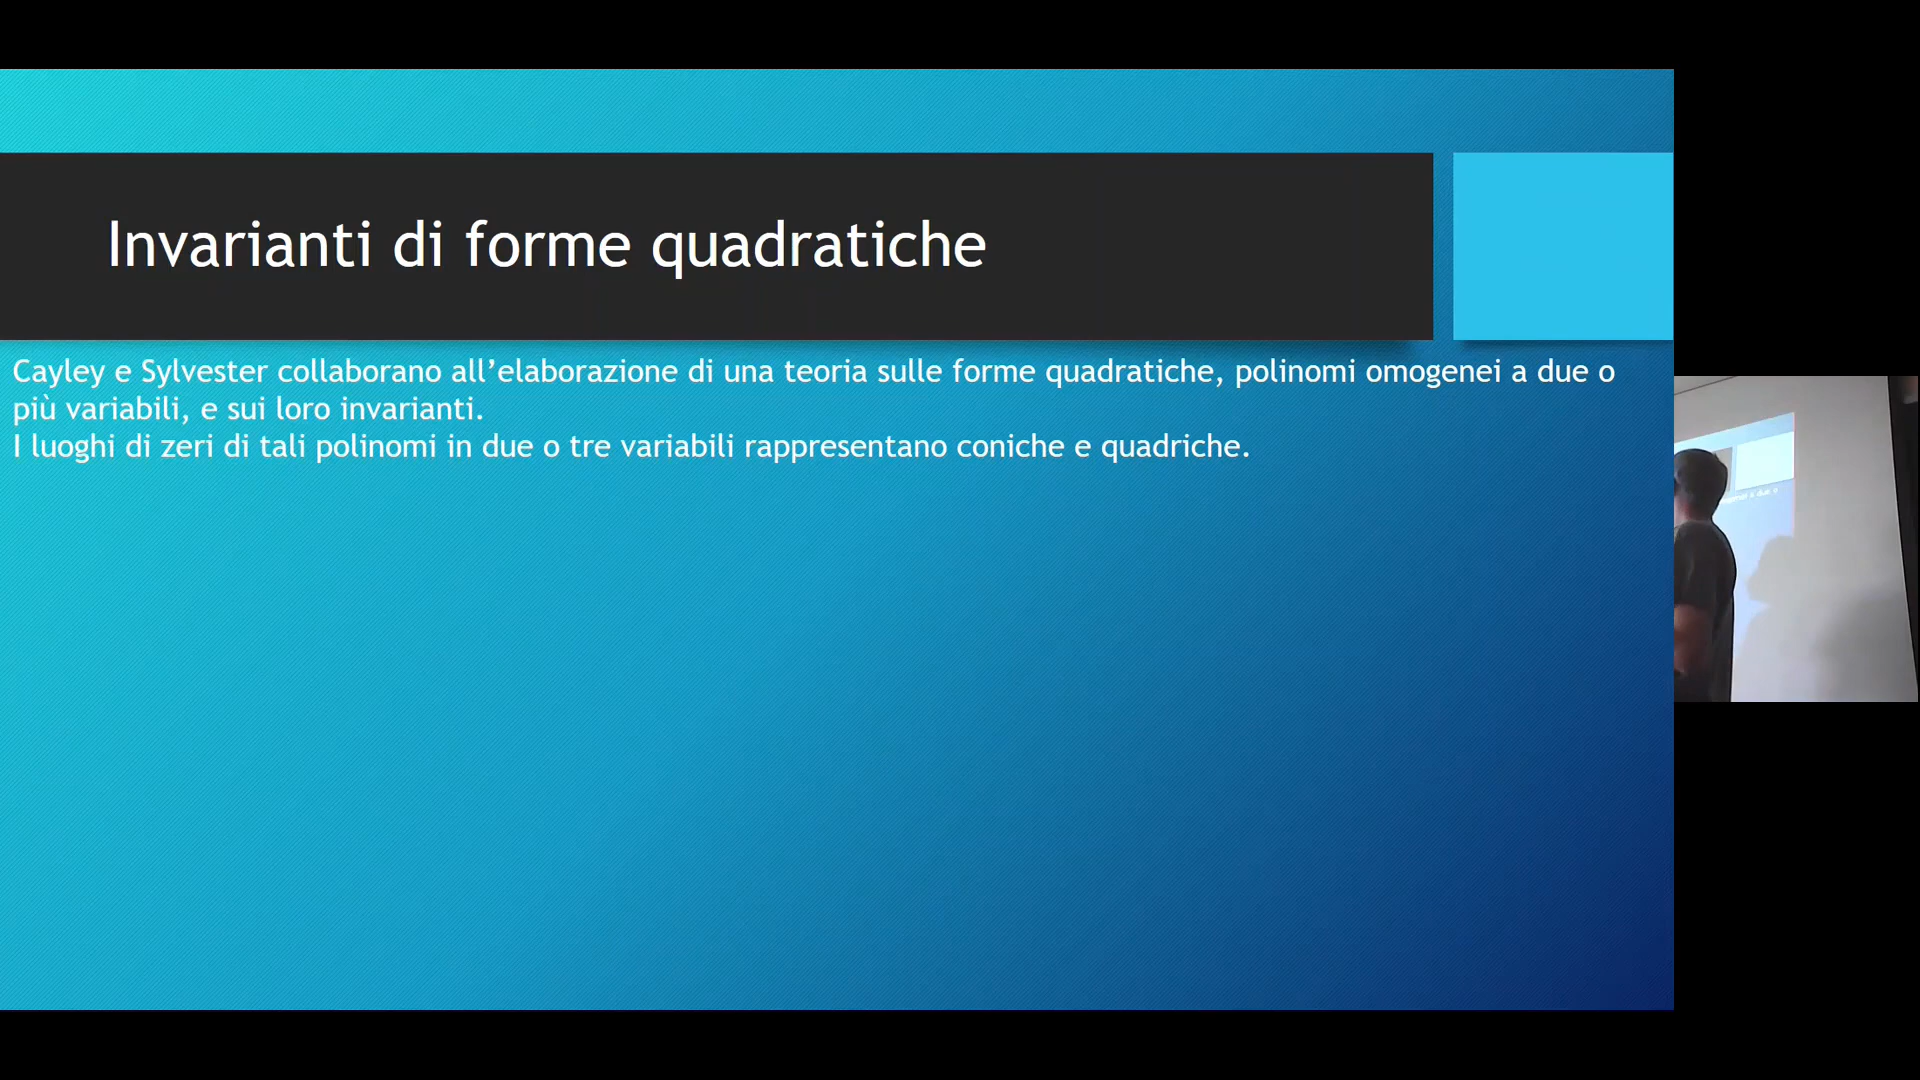 Invarianti di forme quadratiche
Cayley e Sylvester collaborano all’elaborazione di una teoria sulle forme quadratiche, polinomi omogenei a due o
più variabili, e sui loro invarianti.
I luoghi di zeri di tali polinomi in due o tre variabili rappresentano coniche e quadriche.
a due o